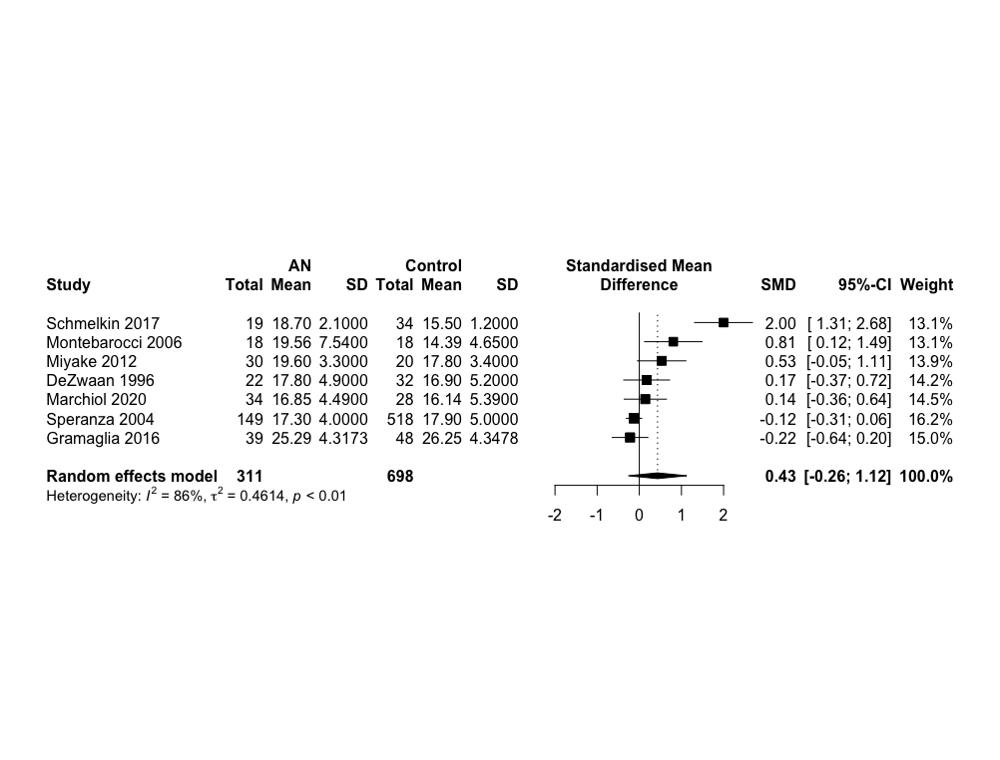 AN Control Standardised Mean
Study Total Mean SD Total Mean SD Difference SMD 95%-CI Weight
Schmelkin 2017 19 18.70 2.1000 34 15.50 1.2000 2.00 [ 1.31; 2.68] 13.1%
Montebarocci 2006 18 19.56 7.5400 18 14.39 4.6500 0.81 [ 0.12; 1.49] 13.1%
Miyake 2012 30 19.60 3.3000 20 17.80 3.4000 0.53 [-0.05; 1.11] 13.9%
DeZwaan 1996 22 17.80 4.9000 32 16.90 5.2000 0.17 [-0.37; 0.72] 14.2%
Marchiol 2020 34 16.85 4.4900 28 16.14 5.3900 0.14 [-0.36; 0.64] 14.5%
Speranza 2004 149 17.30 4.0000 518 17.90 5.0000 -0.12 [-0.31; 0.06] 16.2%
Gramaglia 2016 39 25.29 4.3173 48 26.25 4.3478 -0.22 [-0.64; 0.20] 15.0%
Random effects model 311 698 0.43 [-0.26; 1.12] 100.0%
Heterogeneity: I² = 86%, τ² = 0.4614, p < 0.01
-2 -1 0 1 2